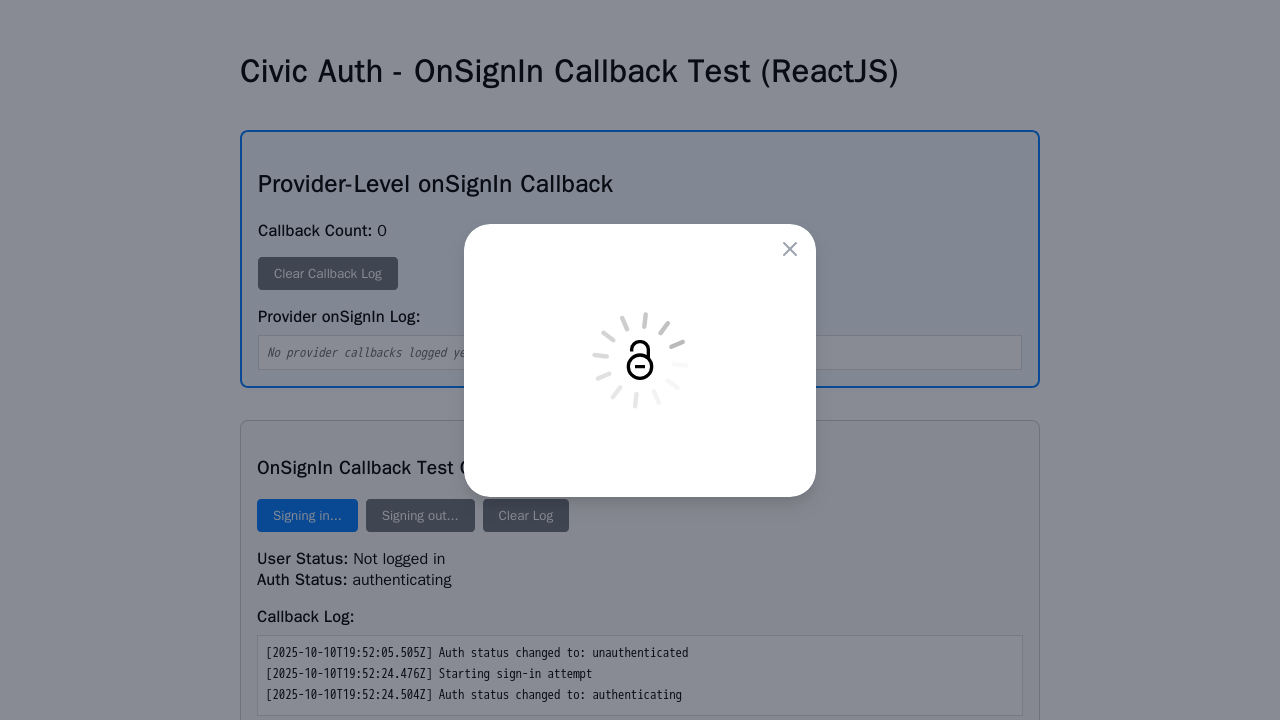 Civic Auth - OnSignIn Callback Test (ReactJS)
Provider-Level onSignIn Callback
Callback Count: 0
Clear Callback Log
Provider onSignIn Log:
No provider callbacks logged
OnSignIn Callback Test
Signing in... Signing out... Clear Log
User Status: Not logged in
Auth Status: authenticating
Callback Log:
[2025-10-10T19:52:05.505Z] Auth status changed to: unauthenticated
[2025-10-10T19:52:24.476Z] Starting sign-in attempt
[2025-10-10T19:52:24.504Z] Auth status changed to: authenticating